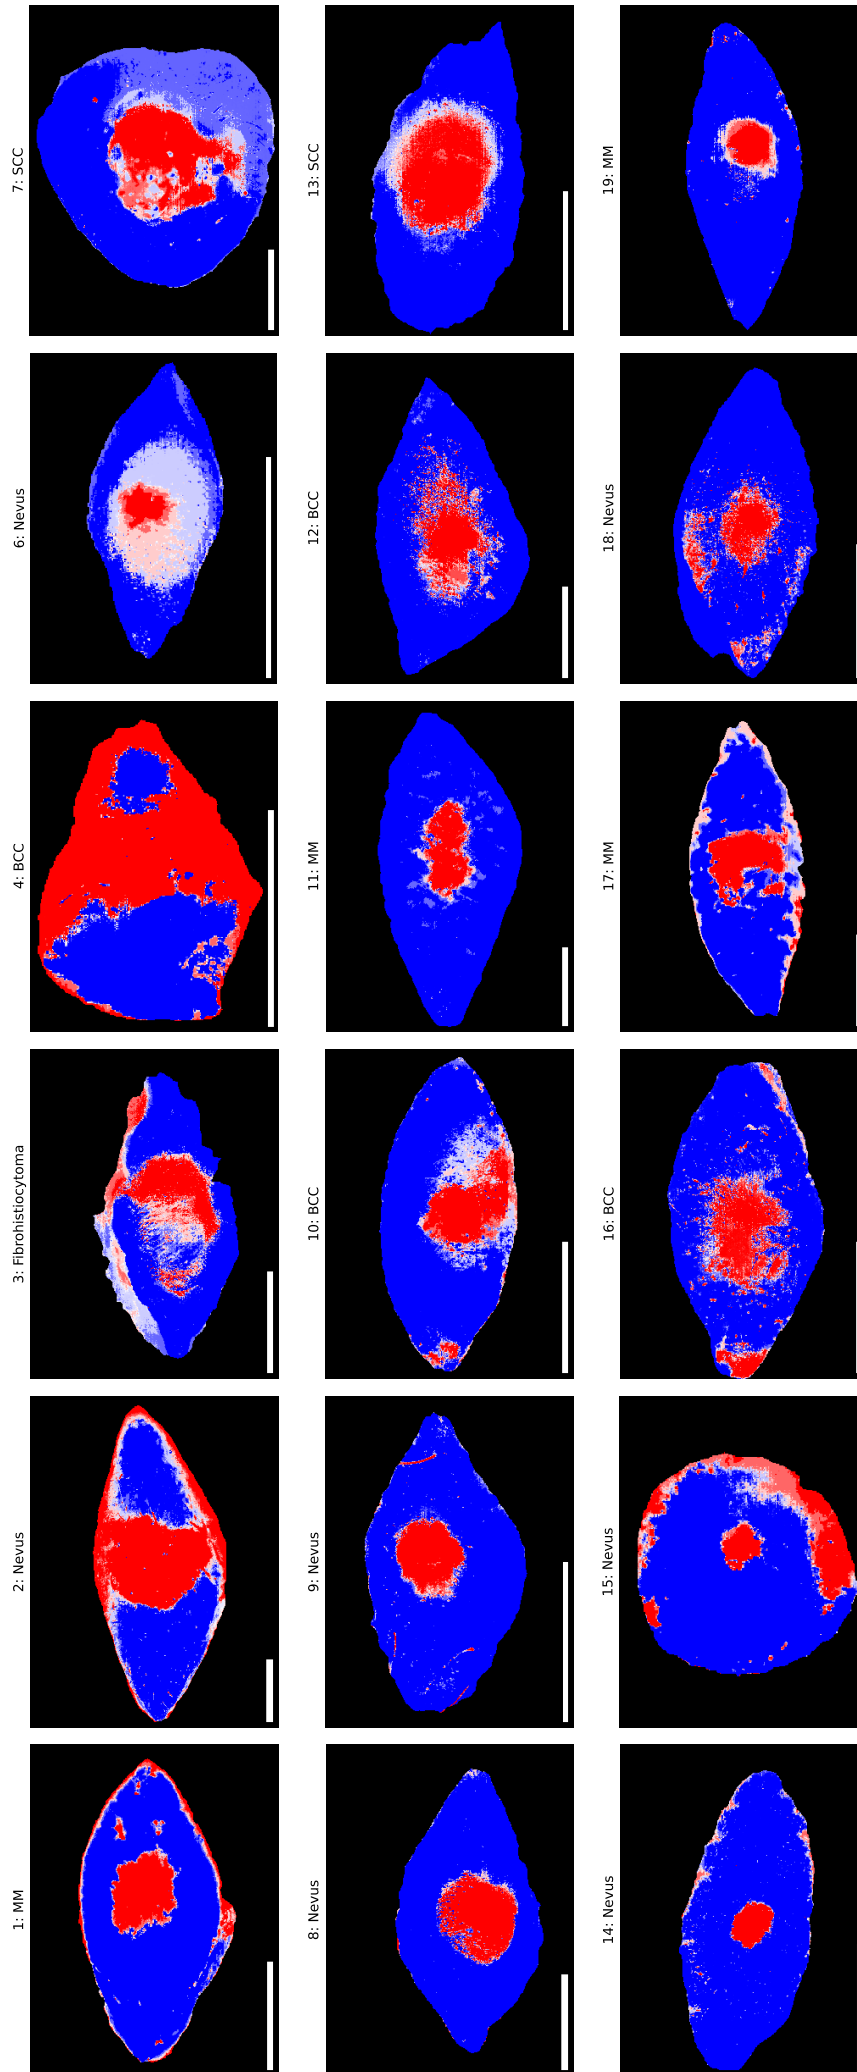 1: MM
2: Nevus
3: Fibrohistiocytoma
4: BCC
6: Nevus
7: SCC
8: Nevus
9: Nevus
10: BCC
11: MM
12: BCC
13: SCC
14: Nevus
15: Nevus
16: BCC
17: MM
18: Nevus
19: MM